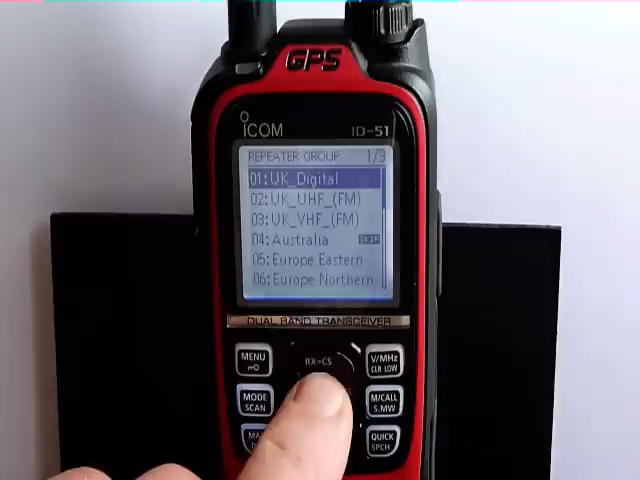 GPS
ICOM ID-51
REPEATER GROUP 1/3
01:UK_Digital
02:UK_UHF_(FM)
03:UK_VHF_(FM)
04:Australia SKIP
05:Europe Eastern
06:Europe Northern
DUAL BAND TRANSCEIVER
MENU
RX→CS
V/MHz
CLR LOW
MODE
SCAN
M/CALL
S.MW
QUICK
SPCH